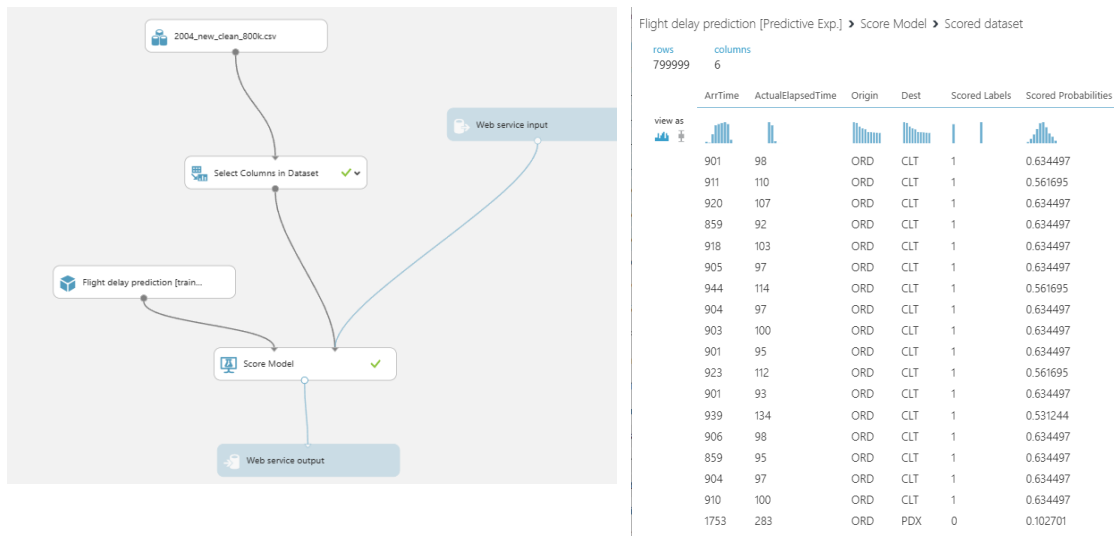 2004_new_clean_800k.csv
Web service input
Select Columns in Dataset
Flight delay prediction [train...
Score Model
Web service output
Flight delay prediction [Predictive Exp.] > Score Model > Scored dataset
rows columns
799999 6
ArrTime ActualElapsedTime Origin Dest Scored Labels Scored Probabilities
view as
901 98 ORD CLT 1 0.634497
911 110 ORD CLT 1 0.561695
920 107 ORD CLT 1 0.634497
859 92 ORD CLT 1 0.634497
918 103 ORD CLT 1 0.634497
905 97 ORD CLT 1 0.634497
944 114 ORD CLT 1 0.561695
904 97 ORD CLT 1 0.634497
903 100 ORD CLT 1 0.634497
901 95 ORD CLT 1 0.634497
923 112 ORD CLT 1 0.561695
901 93 ORD CLT 1 0.634497
939 134 ORD CLT 1 0.531244
906 98 ORD CLT 1 0.634497
859 95 ORD CLT 1 0.634497
904 97 ORD CLT 1 0.634497
910 100 ORD CLT 1 0.634497
1753 283 ORD PDX 0 0.102701